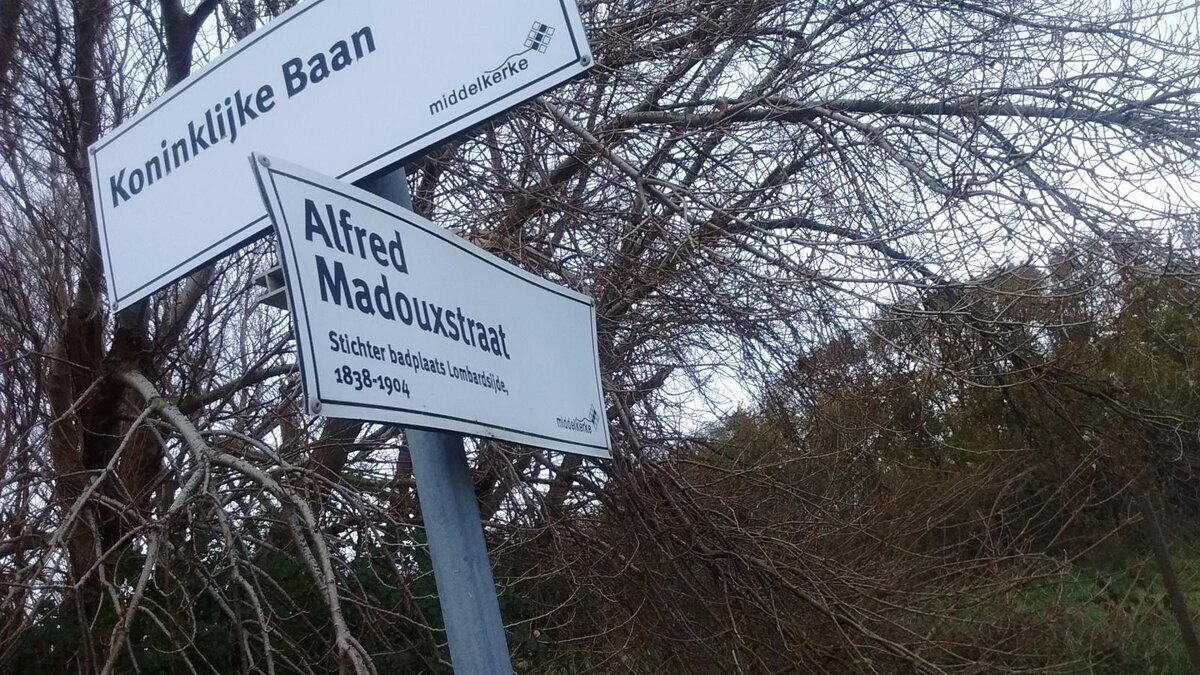 Koninklijke Baan
middelkerke
Alfred
Madouxstraat
Stichter badplaats Lombardsijde,
1838-1904
middelkerke